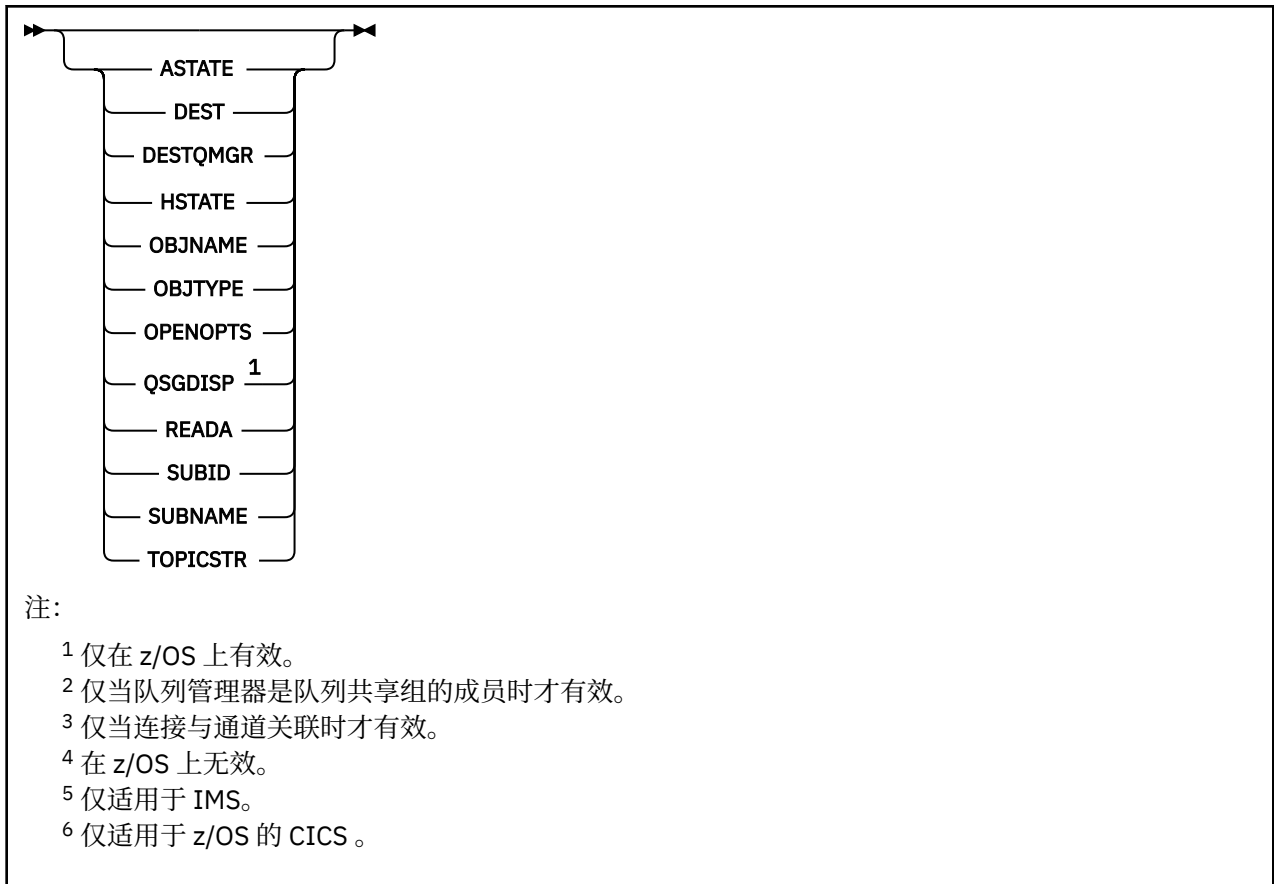 ASTATE
DEST
DESTQMGR
HSTATE
OBJNAME
OBJTYPE
OPENOPTS
QSGDISP 1
READA
SUBID
SUBNAME
TOPICSTR
注：
1 仅在 z/OS 上有效。
2 仅当队列管理器是队列共享组的成员时才有效。
3 仅当连接与通道关联时才有效。
4 在 z/OS 上无效。
5 仅适用于 IMS。
6 仅适用于 z/OS 的 CICS 。